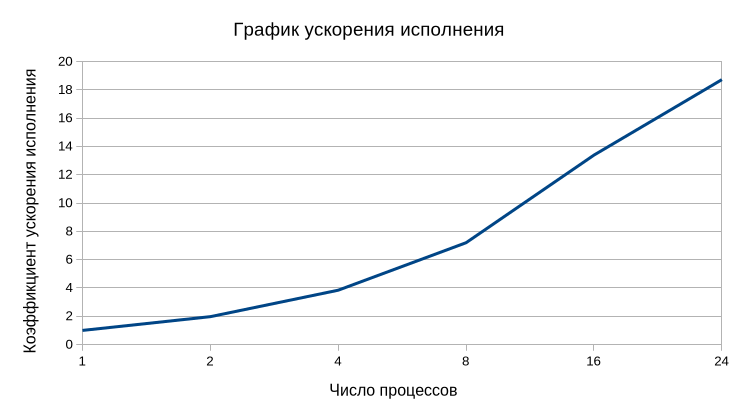 График ускорения исполнения
Коэффикциент ускорения исполнения
20
18
16
14
12
10
8
6
4
2
0
1 2 4 8 16 24
Число процессов